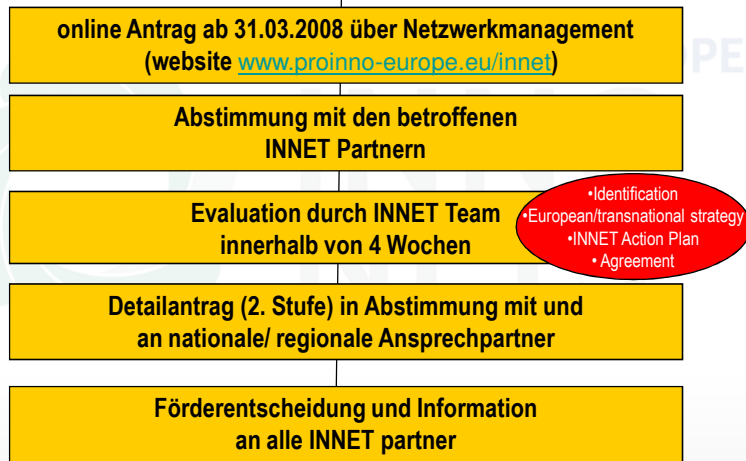 online Antrag ab 31.03.2008 über Netzwerkmanagement
(website www.proinno-europe.eu/innet)
OPE
Abstimmung mit den betroffenen
INNET Partnern
Evaluation durch INNET Team
innerhalb von 4 Wochen
•Identification
•European/transnational strategy
•INNET Action Plan
• Agreement
Detailantrag (2. Stufe) in Abstimmung mit und
an nationale/ regionale Ansprechpartner
Förderentscheidung und Information
an alle INNET partner